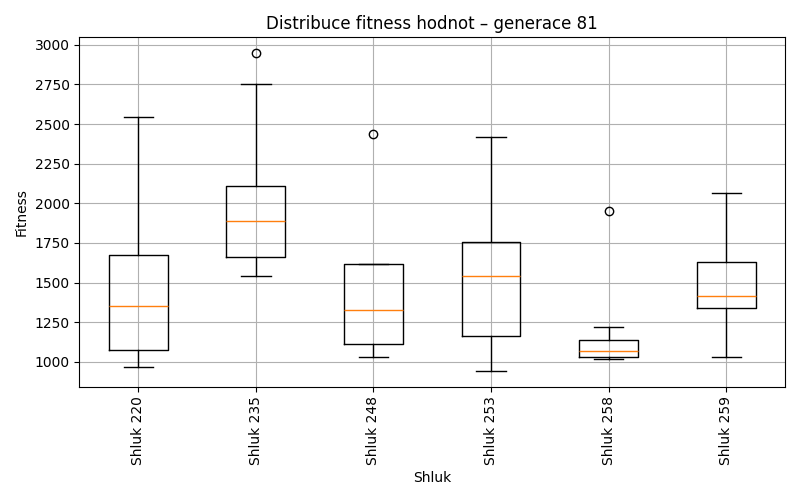 Distribuce fitness hodnot – generace 81
3000
2750
2500
2250
2000
1750
1500
1250
1000
Fitness
Shluk 220
Shluk 235
Shluk 248
Shluk 253
Shluk 258
Shluk 259
Shluk